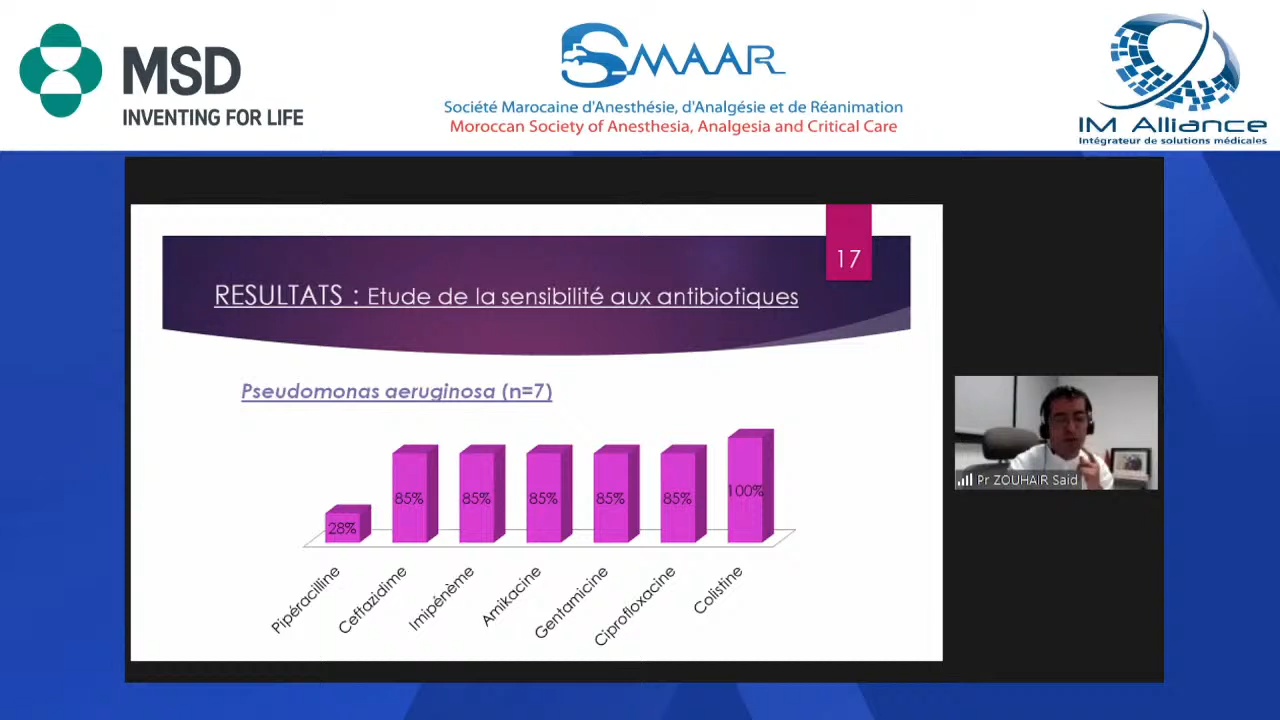 MSD
INVENTING FOR LIFE
SMAAR
Société Marocaine d'Anesthésie, d'Analgésie et de Réanimation
Moroccan Society of Anesthesia, Analgesia and Critical Care
IM Alliance
Intégrateur de solutions médicales
17
RESULTATS : Etude de la sensibilité aux antibiotiques
Pseudomonas aeruginosa (n=7)
28%
85%
85%
85%
85%
85%
100%
Pipéracilline
Ceftazidime
Imipénème
Amikacine
Gentamicine
Ciprofloxacine
Colistine
Pr ZOUHAIR Said